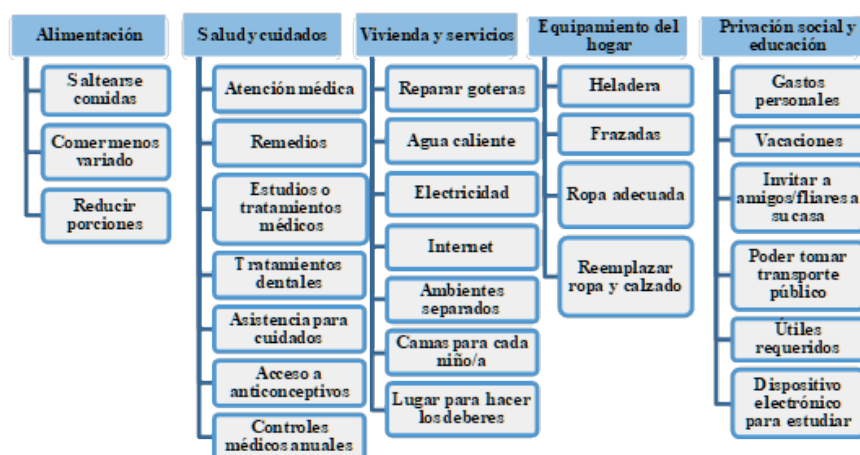 Alimentación
Saltearse
comidas
Comer menos
variado
Reducir
porciones
Salud y cuidados
Atención médica
Remedios
Estudios o
tratamientos
médicos
Tratamientos
dentales
Asistencia para
cuidados
Acceso a
anticonceptivos
Controles
médicos anuales
Vivienda y servicios
Reparar goteras
Agua caliente
Electricidad
Internet
Ambientes
separados
Camas para cada
niño/a
Lugar para hacer
los deberes
Equipamiento del
hogar
Heladera
Frazadas
Ropa adecuada
Reemplazar
ropa y calzado
Privación social y
educación
Gastos
personales
Vacaciones
Invitar a
amigos/fliares a
su casa
Poder tomar
transporte
público
Útiles
requeridos
Dispositivo
electrónico
para estudiar